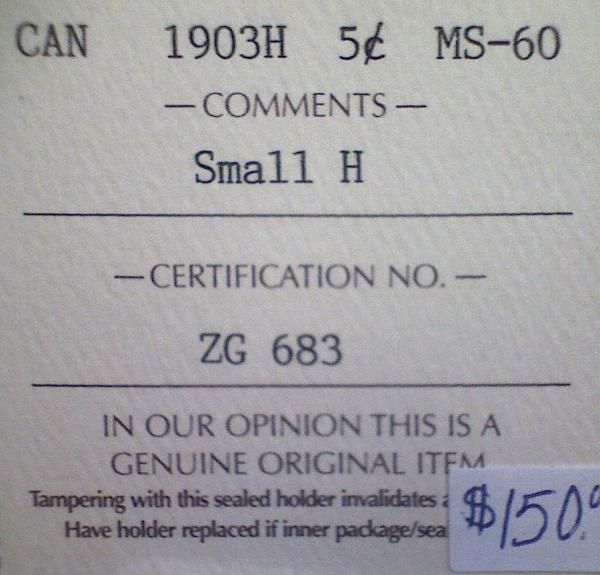 CAN 1903H 5¢ MS-60
—COMMENTS—
Small H
—CERTIFICATION NO.—
ZG 683
IN OUR OPINION THIS IS A
GENUINE ORIGINAL ITEM
Tampering with this sealed holder invalidates
Have holder replaced if inner package/
$150.